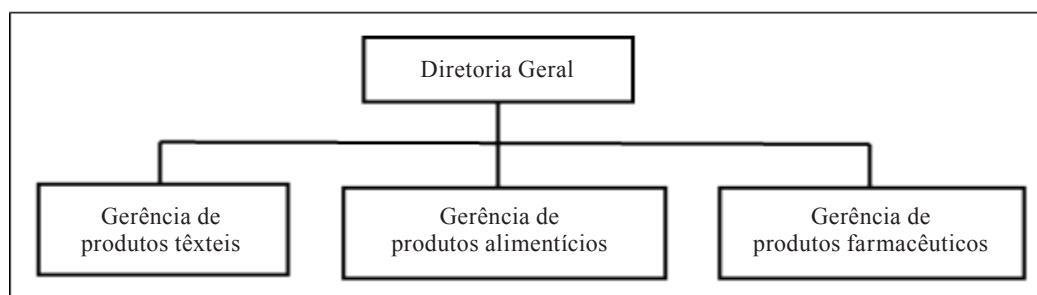 Diretoria Geral
Gerência de
produtos têxteis
Gerência de
produtos alimentícios
Gerência de
produtos farmacêuticos